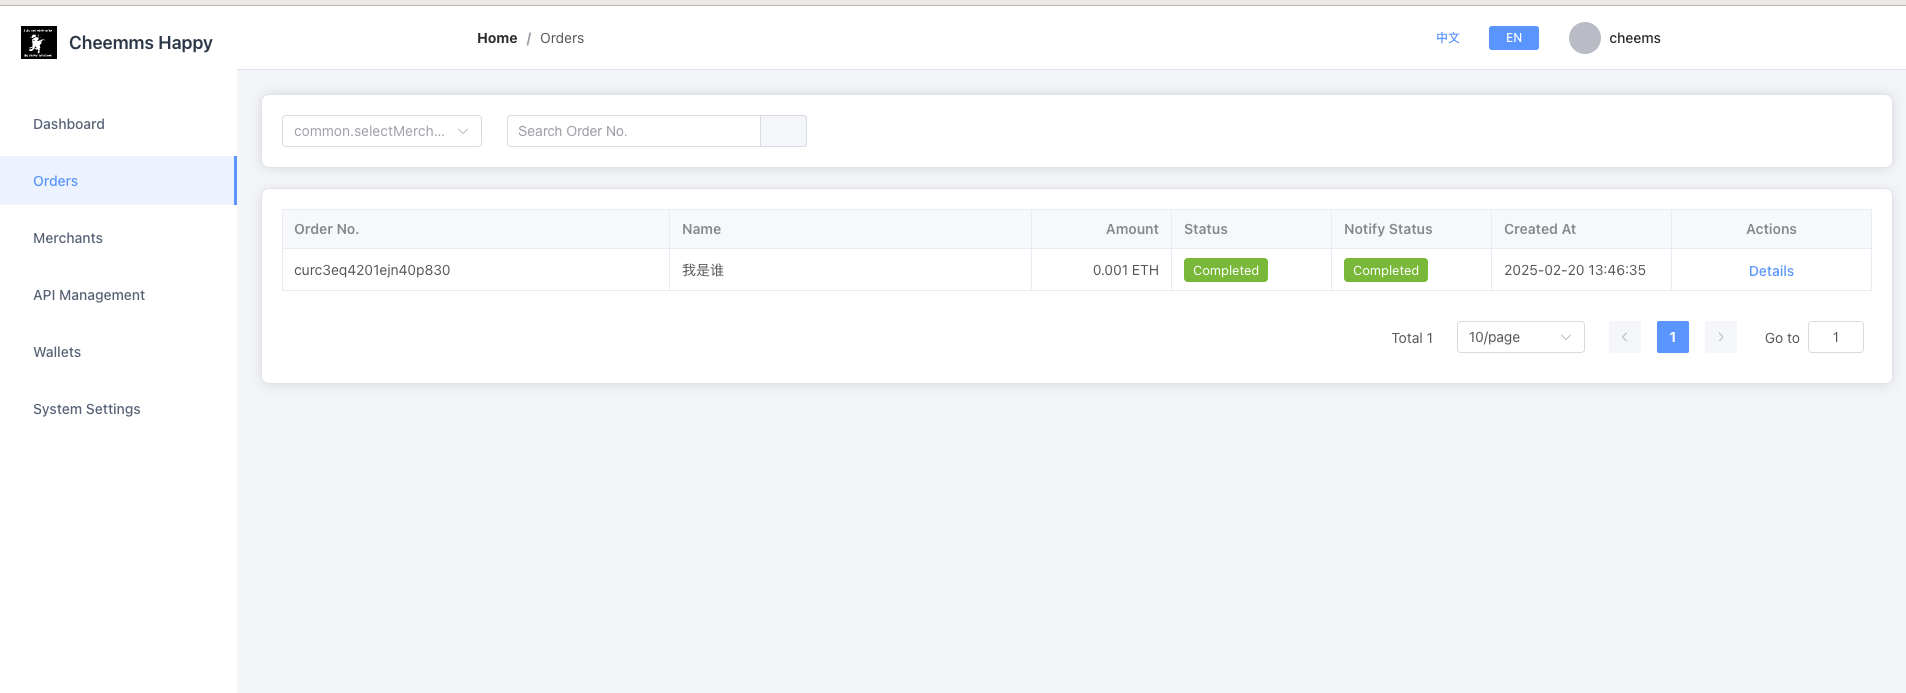 Cheemms Happy
Home / Orders
中文
EN
cheems
Dashboard
Orders
Merchants
API Management
Wallets
System Settings
common.selectMerch...
Search Order No.
Order No. Name Amount Status Notify Status Created At Actions
curc3eq4201ejn40p830 我是谁 0.001 ETH Completed Completed 2025-02-20 13:46:35 Details
Total 1 10/page 1 Go to 1